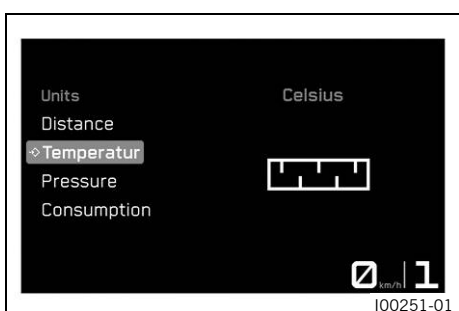 Units Celsius
Distance
Temperatur
Pressure
Consumption
0 km/h 1
I00251-01